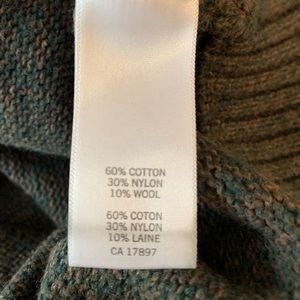 60% COTTON
30% NYLON
10% WOOL
60% COTON
30% NYLON
10% LAINE
CA 17897